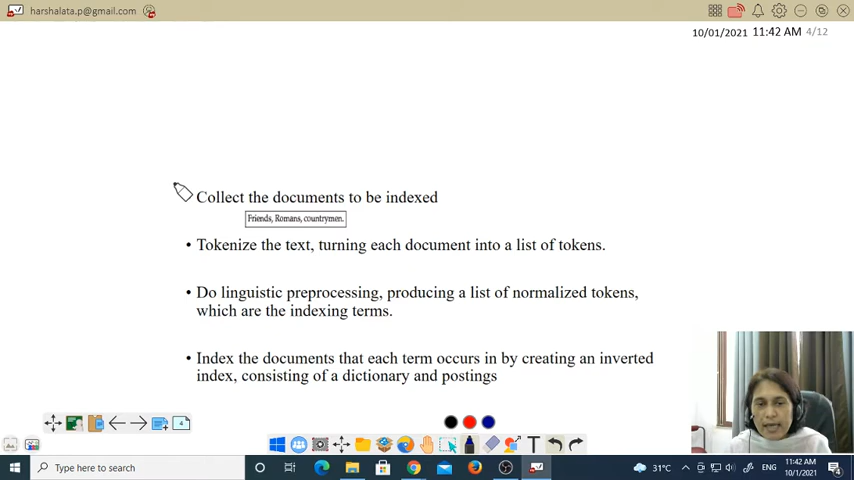 harshalata.p@gmail.com
10/01/2021 11:42 AM 4/12
Collect the documents to be indexed
Friends, Romans, countrymen.
• Tokenize the text, turning each document into a list of tokens.
• Do linguistic preprocessing, producing a list of normalized tokens,
which are the indexing terms.
• Index the documents that each term occurs in by creating an inverted
index, consisting of a dictionary and postings
4
T
Type here to search
31°C
ENG
11:42 AM
10/1/2021
4